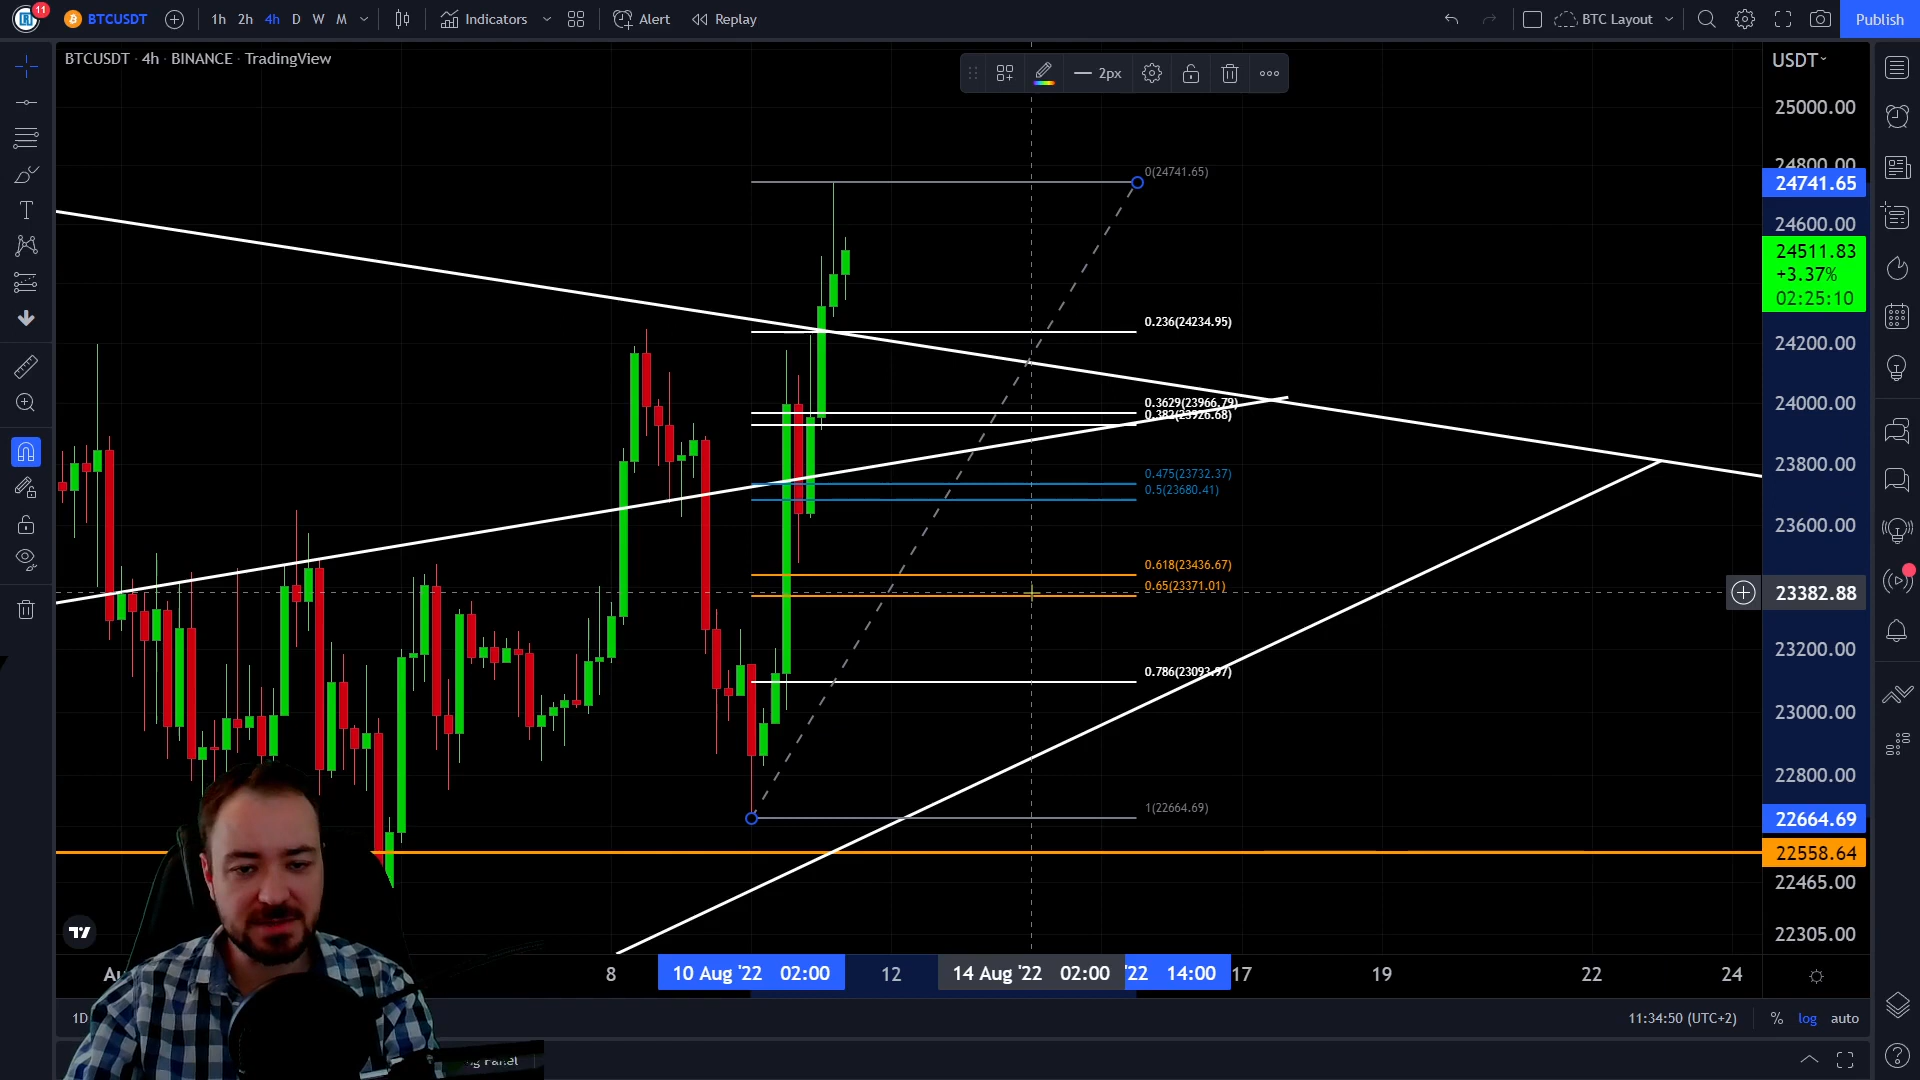 11
BTCUSDT
1h 2h 4h D W M
Indicators
Alert
Replay
BTC Layout
Publish
BTCUSDT · 4h · BINANCE · TradingView
2px
USDT
25000.00
0(24741.65)
24800.00
24741.65
24600.00
24511.83
+3.37%
02:25:10
0.236(24234.95)
24200.00
0.3629(23966.79)
0.382(23926.68)
24000.00
0.475(23732.37)
0.5(23680.41)
23800.00
23600.00
0.618(23436.67)
0.65(23371.01)
23382.88
23200.00
0.786(23093.97)
23000.00
22800.00
1(22664.69)
22664.69
22558.64
22465.00
22305.00
8
10 Aug '22 02:00
12
14 Aug '22 02:00
'22 14:00
17
19
22
24
1D
11:34:50 (UTC+2)
%
log
auto
Panel